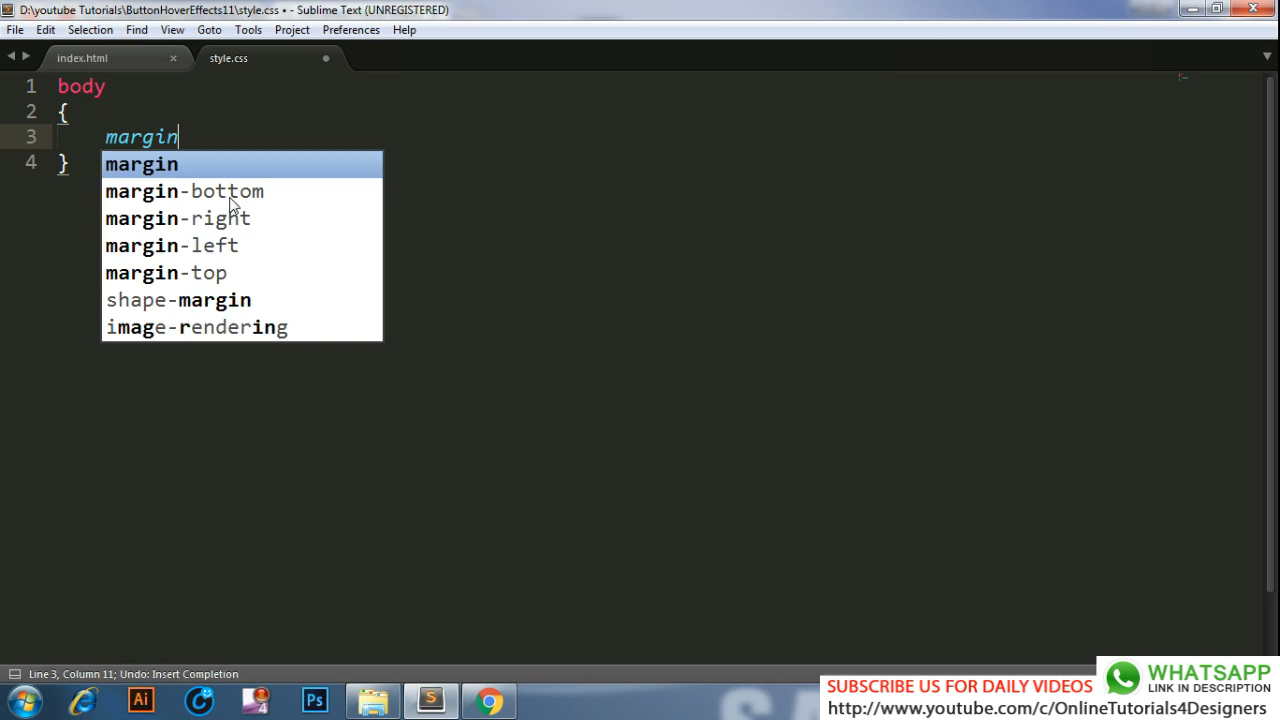 D:\youtube Tutorials\ButtonHoverEffects11\style.css • - Sublime Text (UNREGISTERED)
File Edit Selection Find View Goto Tools Project Preferences Help
index.html × style.css
1 body
2 {
3 margin
4 }
margin
margin-bottom
margin-right
margin-left
margin-top
shape-margin
image-rendering
Line 3, Column 11; Undo: Insert Completion
Ai 4 Ps S
WHATSAPP
LINK IN DESCRIPTION
SUBSCRIBE US FOR DAILY VIDEOS
http://www.youtube.com/c/OnlineTutorials4Designers